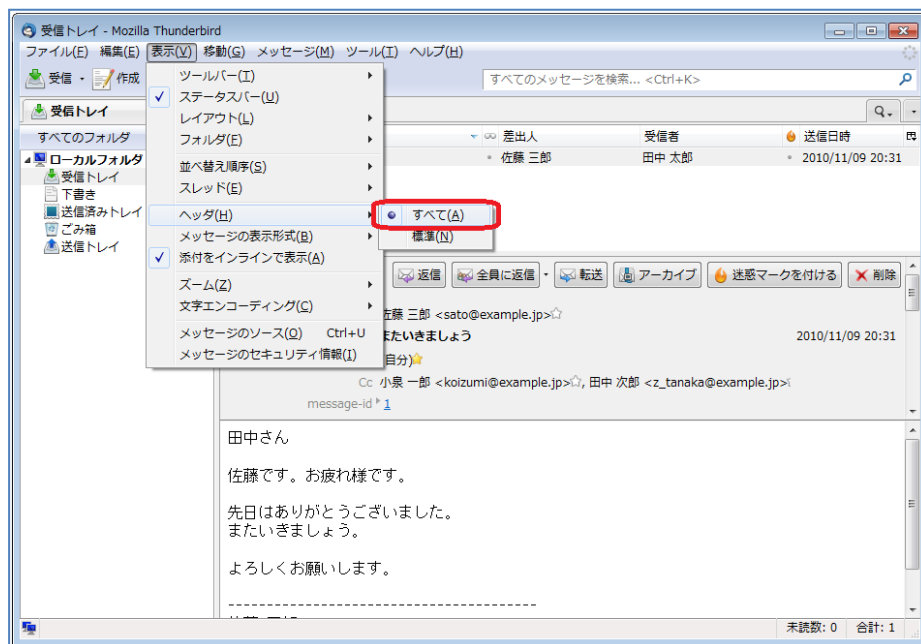 受信トレイ - Mozilla Thunderbird
ファイル(F) 編集(E) 表示(V) 移動(G) メッセージ(M) ツール(T) ヘルプ(H)
受信 作成
すべてのメッセージを検索... <Ctrl+K>
受信トレイ
すべてのフォルダ
ローカルフォルダ
受信トレイ
下書き
送信済みトレイ
ごみ箱
送信トレイ
ツールバー(T)
ステータスバー(U)
レイアウト(L)
フォルダ(F)
並べ替え順序(S)
スレッド(E)
ヘッダ(H)
メッセージの表示形式(B)
添付をインラインで表示(A)
ズーム(Z)
文字エンコーディング(C)
メッセージのソース(O) Ctrl+U
メッセージのセキュリティ情報(I)
すべて(A)
標準(N)
差出人 受信者 送信日時
佐藤 三郎 田中 太郎 2010/11/09 20:31
返信 全員に返信 転送 アーカイブ 迷惑マークを付ける 削除
佐藤 三郎 <sato@example.jp>
またいきましょう 2010/11/09 20:31
自分)
Cc 小泉 一郎 <koizumi@example.jp>, 田中 次郎 <z_tanaka@example.jp>
message-id 1
田中さん
佐藤です。お疲れ様です。
先日はありがとうございました。
またいきましょう。
よろしくお願いします。
----------------------------------------
未読数: 0 合計: 1